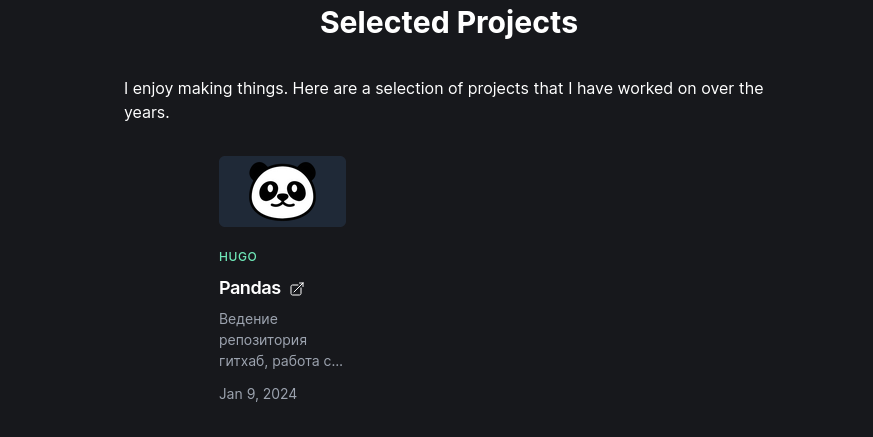 Selected Projects
I enjoy making things. Here are a selection of projects that I have worked on over the
years.
HUGO
Pandas
Ведение
репозитория
гитхаб, работа с...
Jan 9, 2024